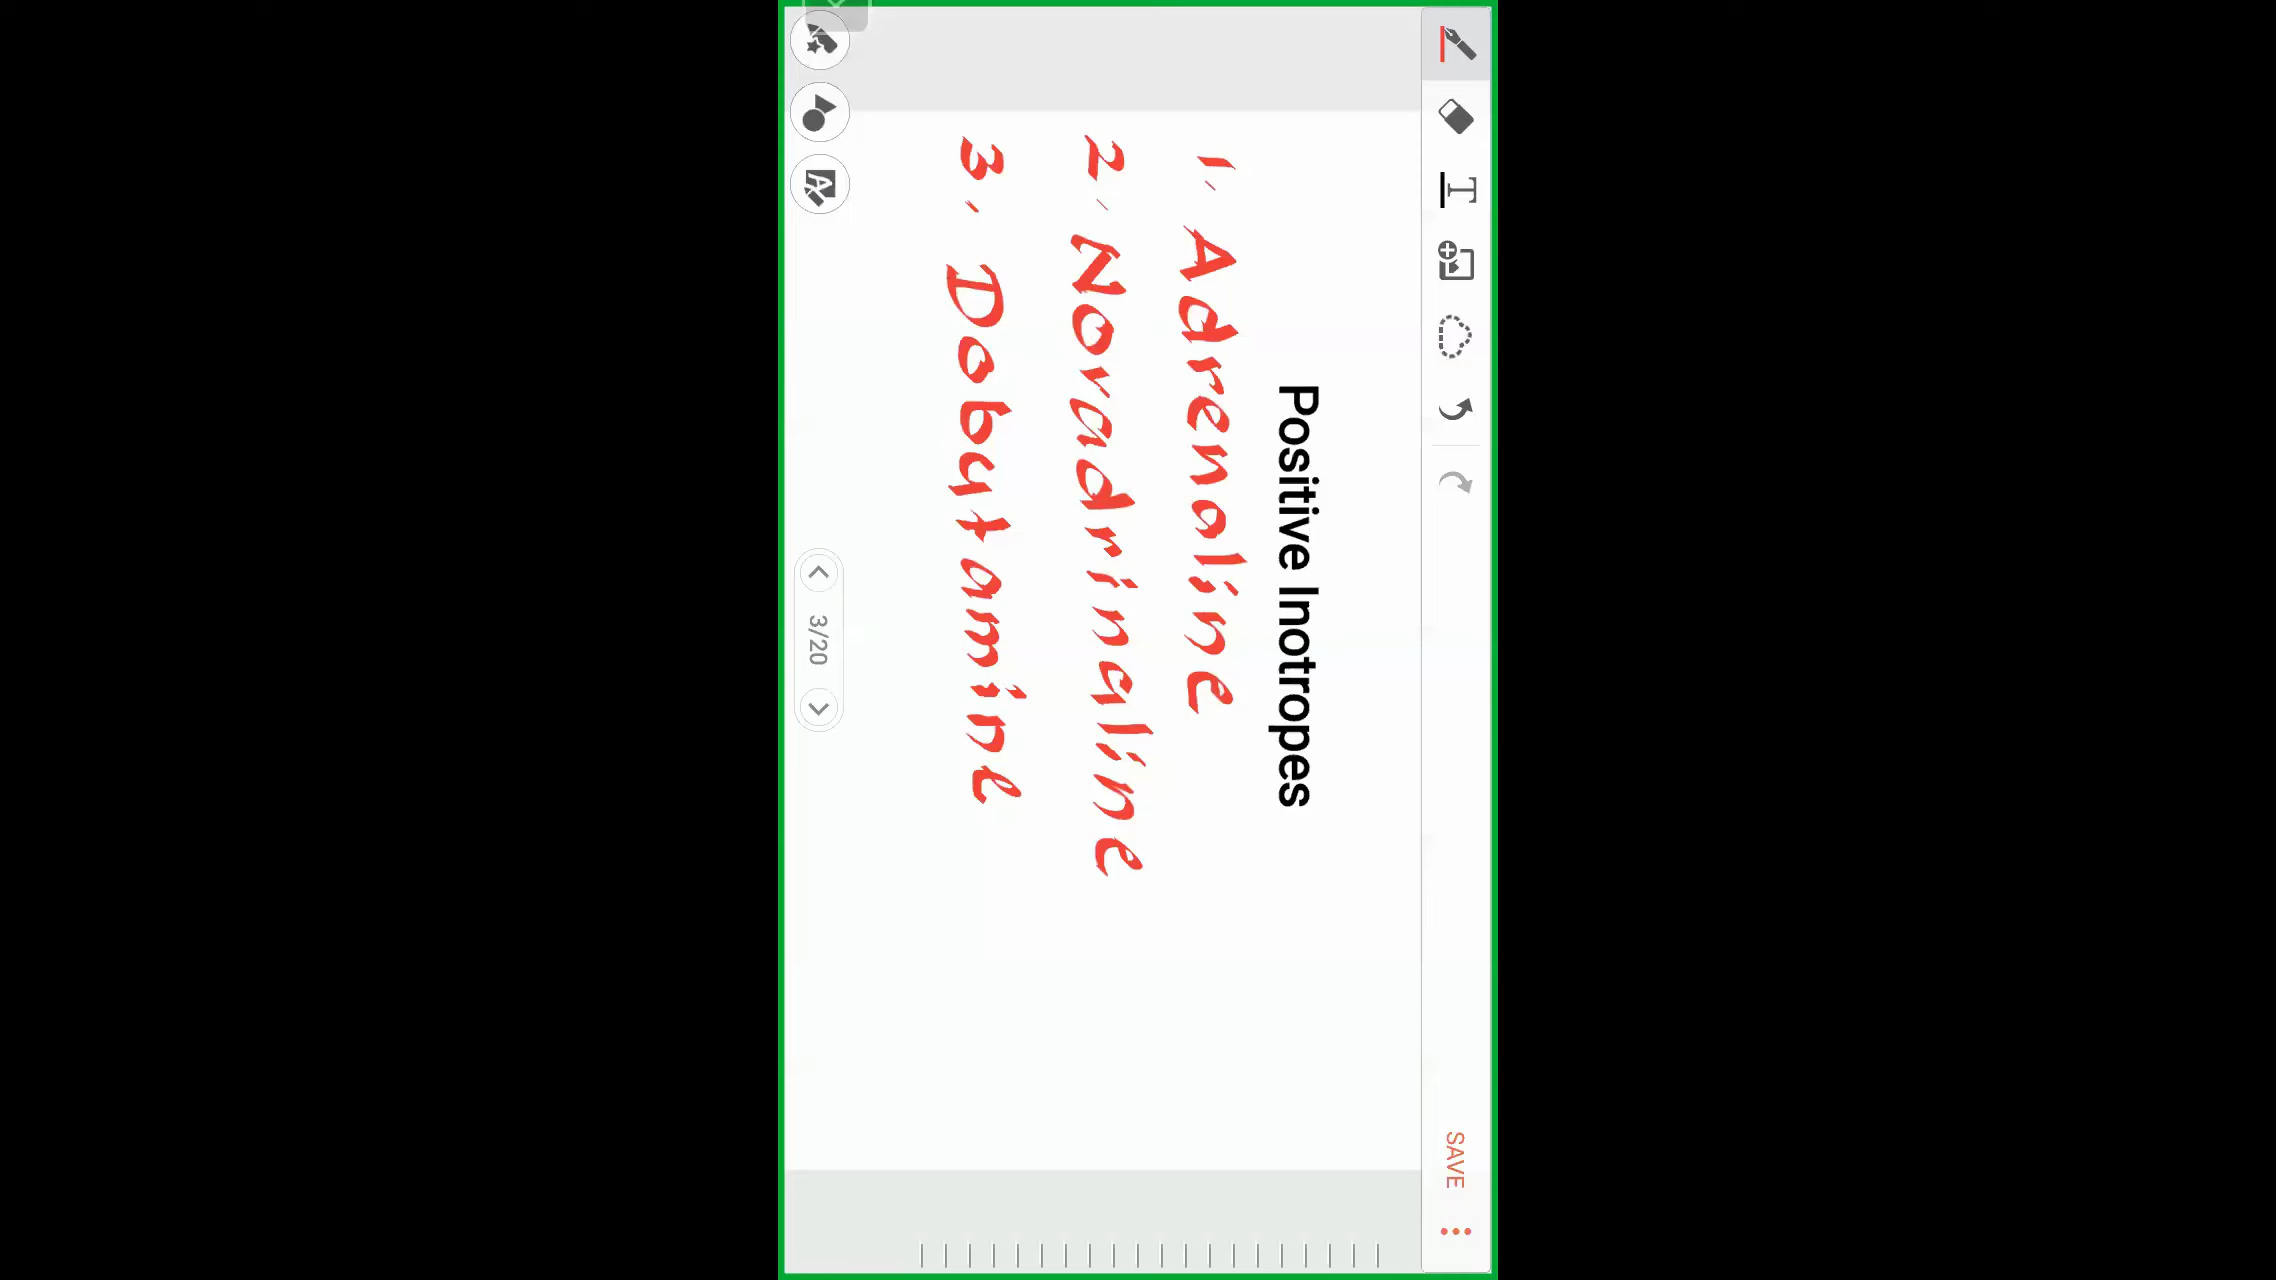 Positive Inotropes
1. Adrenaline
2. Noradrinaline
3. Dobutamine
3/20
SAVE